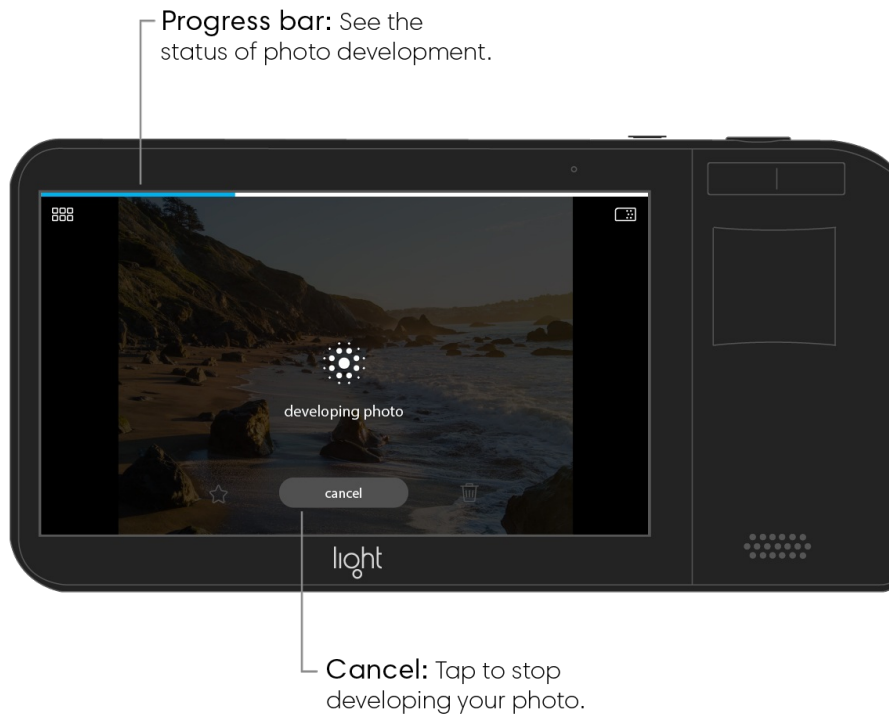 Progress bar: See the
status of photo development.
developing photo
cancel
light
Cancel: Tap to stop
developing your photo.